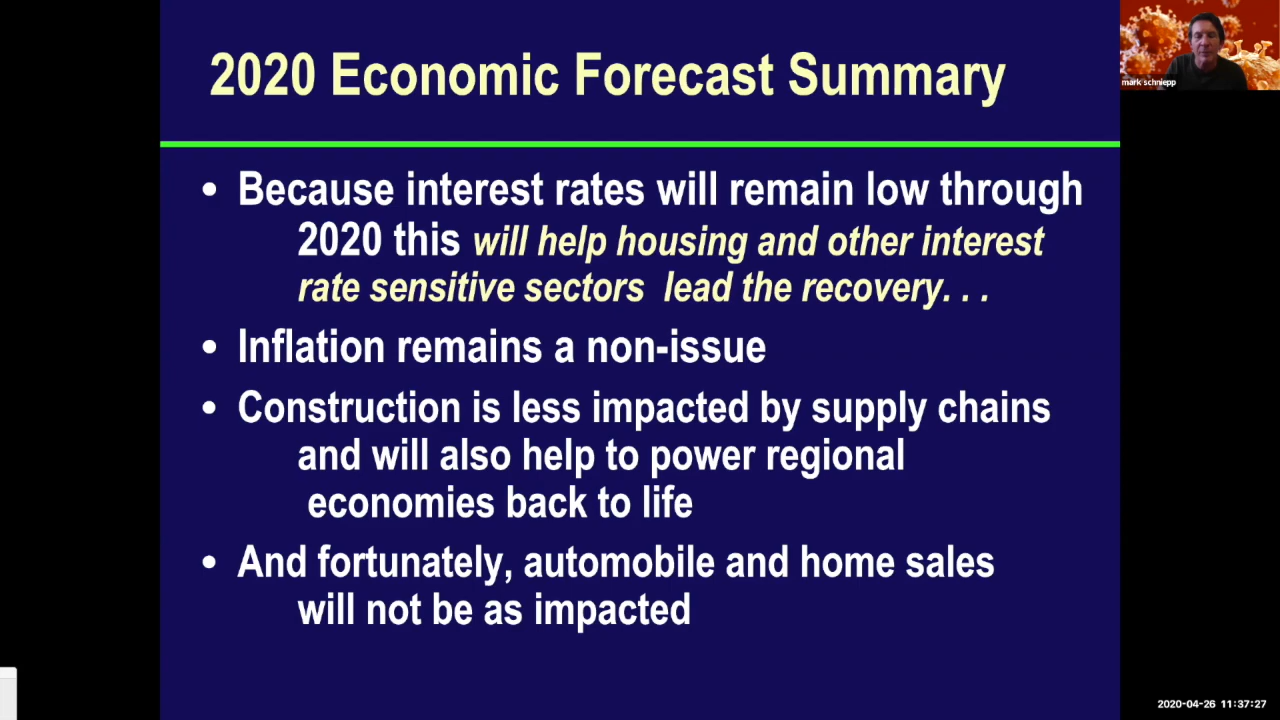 2020 Economic Forecast Summary
• Because interest rates will remain low through
2020 this will help housing and other interest
rate sensitive sectors lead the recovery. . .
• Inflation remains a non-issue
• Construction is less impacted by supply chains
and will also help to power regional
economies back to life
• And fortunately, automobile and home sales
will not be as impacted
mark schniepp
2020-04-26 11:37:27